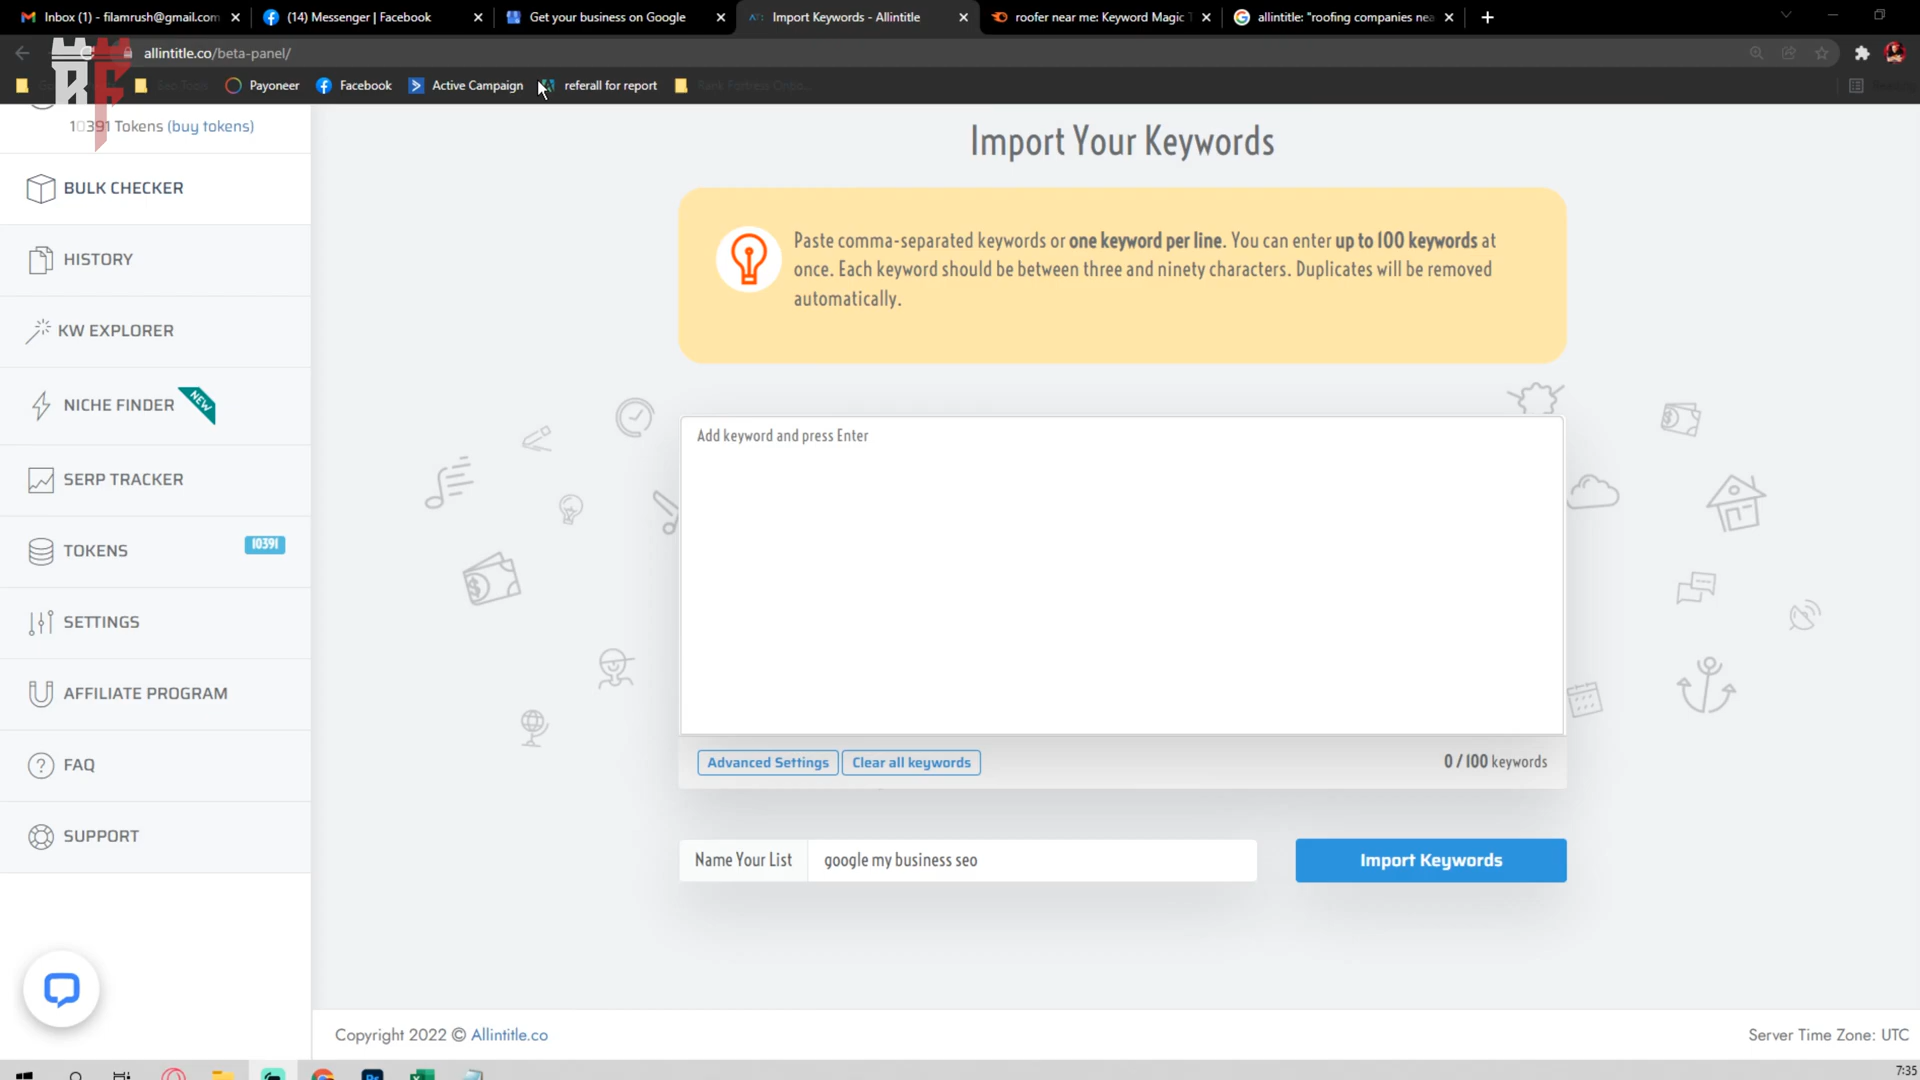 Inbox (1) - filamrush@gmail.com
(14) Messenger | Facebook
Get your business on Google
Import Keywords - Allintitle
roofer near me: Keyword Magic T
allintitle: "roofing companies nea
allintitle.co/beta-panel/
Seo Tools
Payoneer
Facebook
Active Campaign
referall for report
Rank Fortress Onbo...
10391 Tokens (buy tokens)
BULK CHECKER
HISTORY
KW EXPLORER
NICHE FINDER
NEW
SERP TRACKER
TOKENS
10391
SETTINGS
AFFILIATE PROGRAM
FAQ
SUPPORT
Import Your Keywords
Paste comma-separated keywords or one keyword per line. You can enter up to 100 keywords at
once. Each keyword should be between three and ninety characters. Duplicates will be removed
automatically.
Add keyword and press Enter
Advanced Settings
Clear all keywords
0 / 100 keywords
Name Your List
google my business seo
Import Keywords
Copyright 2022 © Allintitle.co
Server Time Zone: UTC
7:35